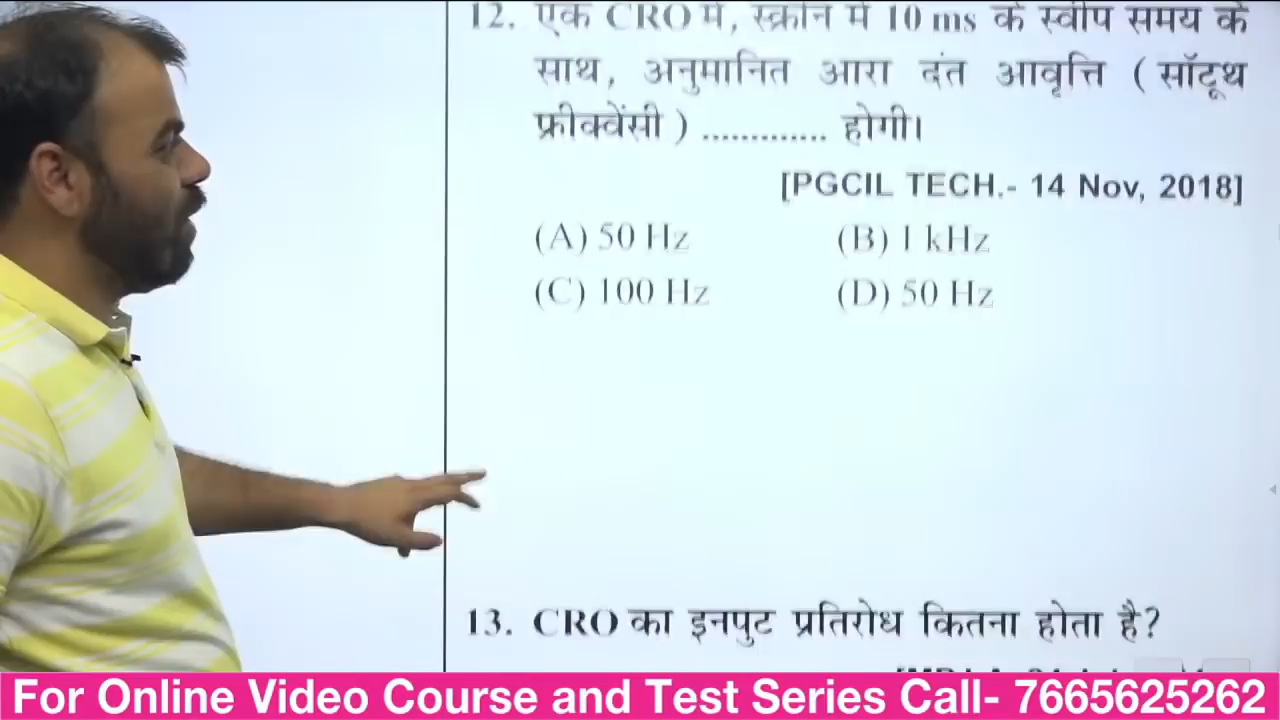 12. एक CRO में, स्क्रीन में 10 ms के स्वीप समय के
साथ, अनुमानित आरा दंत आवृत्ति ( सॉटूथ
फ्रीक्वेंसी ) ............. होगी।
[PGCIL TECH.- 14 Nov, 2018]
(A) 50 Hz (B) 1 kHz
(C) 100 Hz (D) 50 Hz
13. CRO का इनपुट प्रतिरोध कितना होता है?
For Online Video Course and Test Series Call- 7665625262